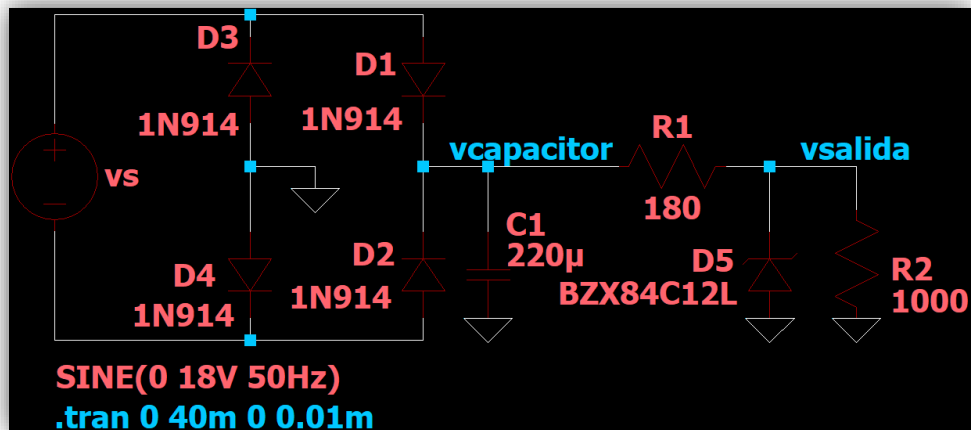 D3
D1
1N914
1N914
vs
vcapacitor
R1
180
vsalida
C1
220µ
D4
1N914
D2
1N914
D5
BZX84C12L
R2
1000
SINE(0 18V 50Hz)
.tran 0 40m 0 0.01m